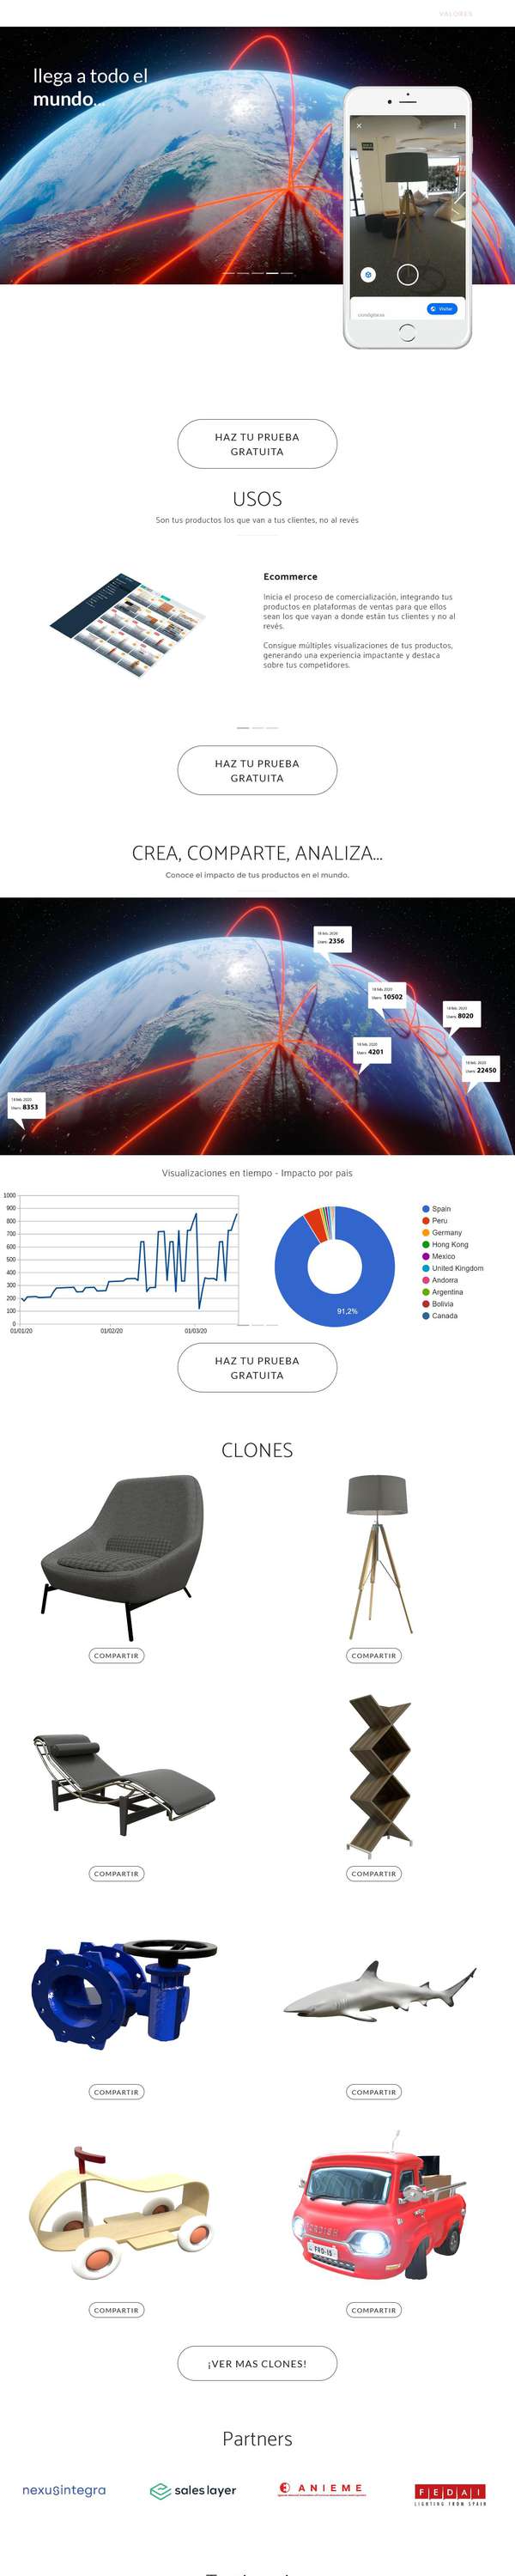 VALORES
llega a todo el
mundo...
Visitar
HAZ TU PRUEBA
GRATUITA
USOS
Son tus productos los que van a tus clientes, no al revés
Ecommerce
Inicia el proceso de comercialización, integrando tus
productos en plataformas de ventas para que ellos
sean los que vayan a donde están tus clientes y no al
revés.
Consigue múltiples visualizaciones de tus productos,
generando una experiencia impactante y destaca
sobre tus competidores.
HAZ TU PRUEBA
GRATUITA
CREA, COMPARTE, ANALIZA...
Conoce el impacto de tus productos en el mundo.
2356
10502
8020
4201
22450
8353
Visualizaciones en tiempo - Impacto por pais
1000
900
800
700
600
500
400
300
200
100
0
01/01/20
01/02/20
01/03/20
91,2%
Spain
Peru
Germany
Hong Kong
Mexico
United Kingdom
Andorra
Argentina
Bolivia
Canada
HAZ TU PRUEBA
GRATUITA
CLONES
COMPARTIR
COMPARTIR
COMPARTIR
COMPARTIR
COMPARTIR
COMPARTIR
COMPARTIR
COMPARTIR
¡VER MAS CLONES!
Partners
nexusintegra
sales layer
ANIEME
FEDAI
LIGHTING FROM SPAIN